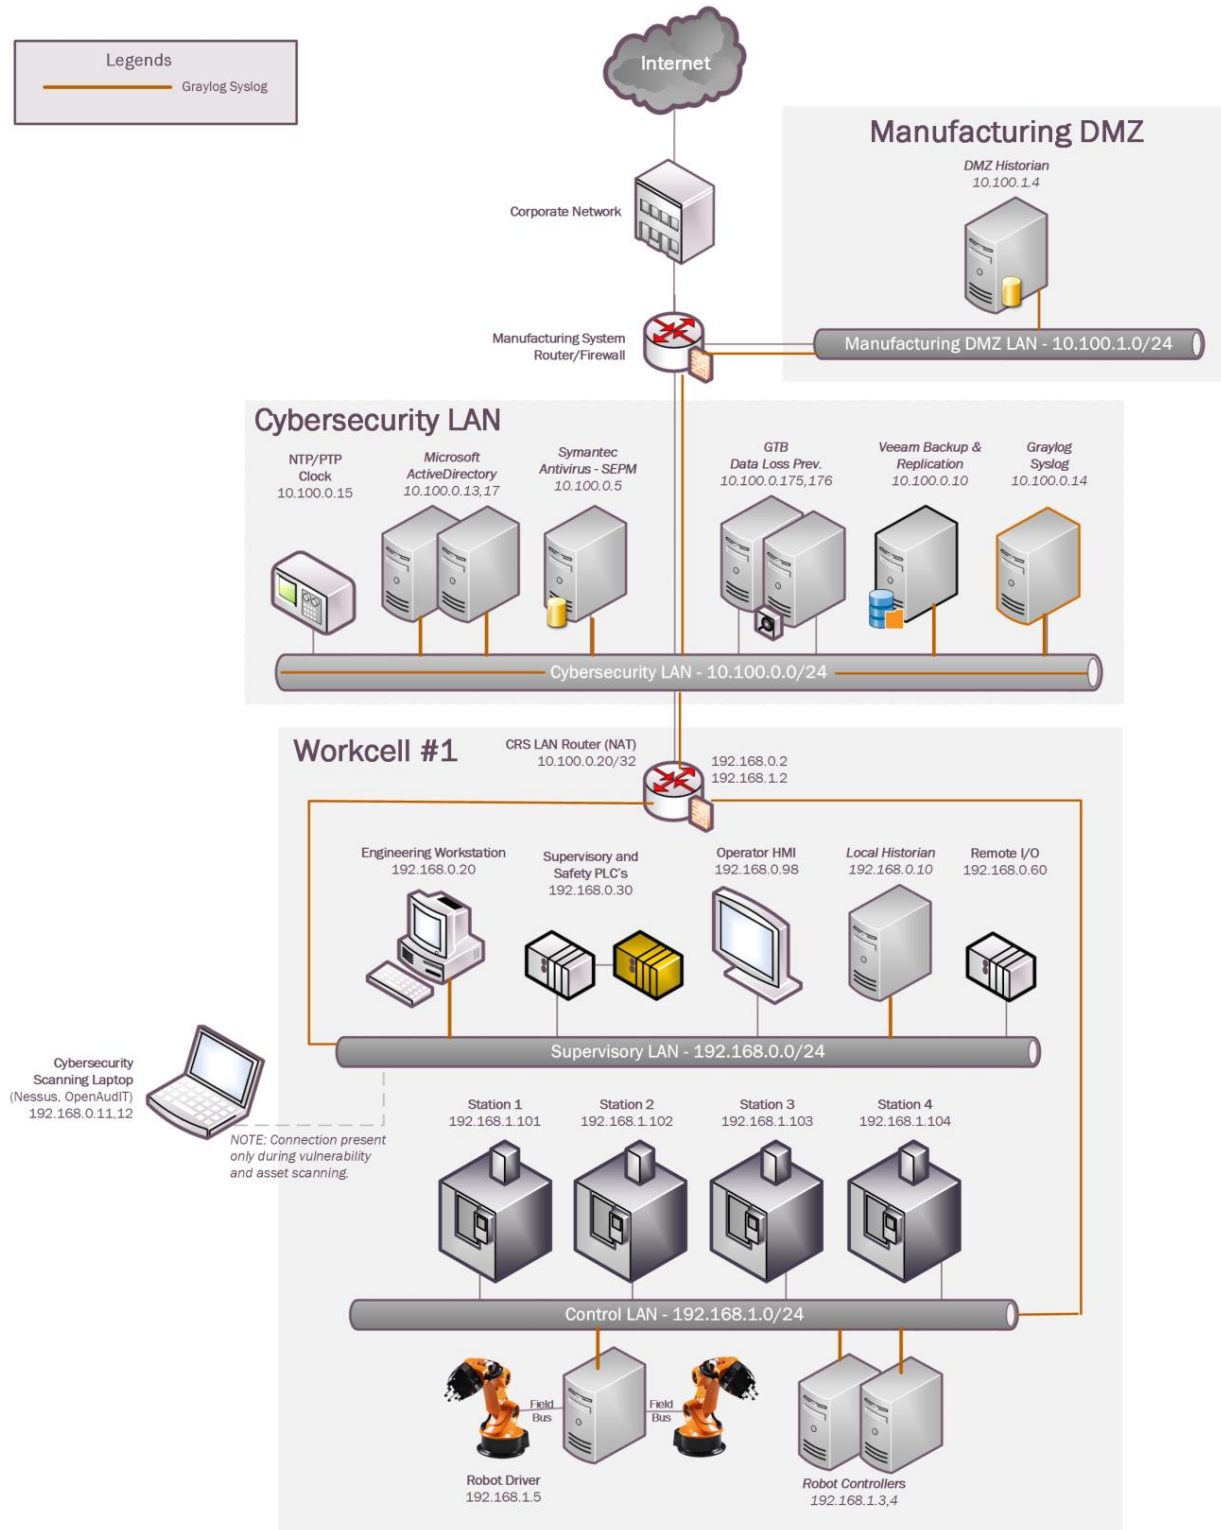 Legends
Graylog Syslog
Internet
Manufacturing DMZ
DMZ Historian
10.100.1.4
Corporate Network
Manufacturing System
Router/Firewall
Manufacturing DMZ LAN - 10.100.1.0/24
Cybersecurity LAN
NTP/PTP
Clock
10.100.0.15
Microsoft
ActiveDirectory
10.100.0.13,17
Symantec
Antivirus - SEPM
10.100.0.5
GTB
Data Loss Prev.
10.100.0.175,176
Veeam Backup &
Replication
10.100.0.10
Graylog
Syslog
10.100.0.14
Cybersecurity LAN - 10.100.0.0/24
Workcell #1
CRS LAN Router (NAT)
10.100.0.20/32
192.168.0.2
192.168.1.2
Engineering Workstation
192.168.0.20
Supervisory and
Safety PLC's
192.168.0.30
Operator HMI
192.168.0.98
Local Historian
192.168.0.10
Remote I/O
192.168.0.60
Supervisory LAN - 192.168.0.0/24
Cybersecurity
Scanning Laptop
(Nessus, OpenAudIT)
192.168.0.11,12
NOTE: Connection present
only during vulnerability
and asset scanning.
Station 1
192.168.1.101
Station 2
192.168.1.102
Station 3
192.168.1.103
Station 4
192.168.1.104
Control LAN - 192.168.1.0/24
Field
Bus
Field
Bus
Robot Driver
192.168.1.5
Robot Controllers
192.168.1.3,4